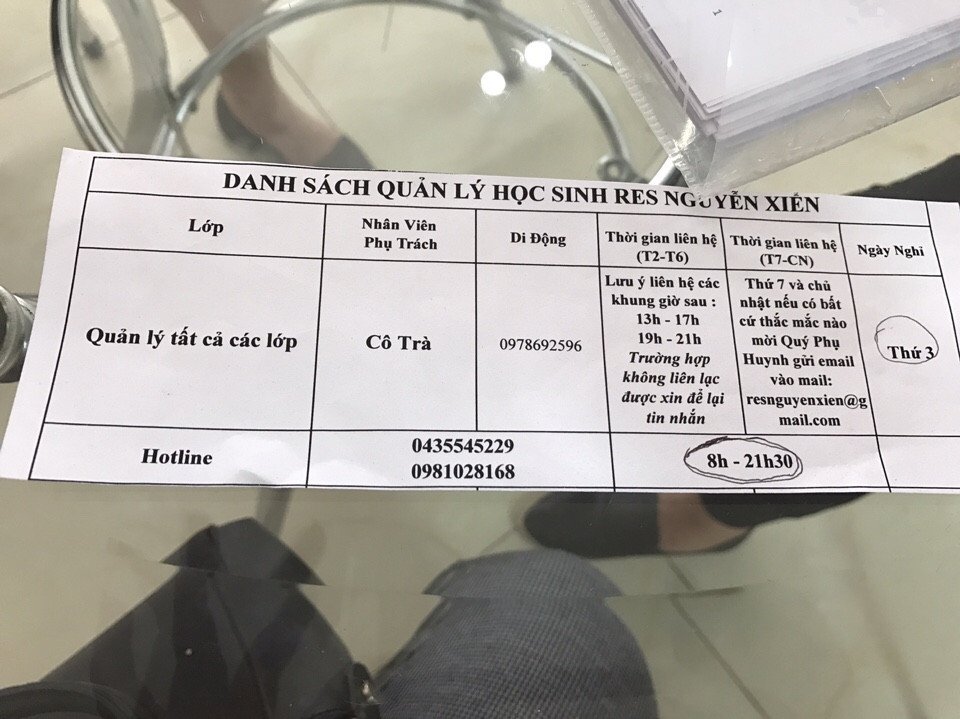 DANH SÁCH QUẢN LÝ HỌC SINH RES NGUYỄN XIỂN
Lớp
Nhân Viên
Phụ Trách
Di Động
Thời gian liên hệ
(T2-T6)
Thời gian liên hệ
(T7-CN)
Ngày Nghỉ
Quản lý tất cả các lớp
Cô Trà
0978692596
Lưu ý liên hệ các
khung giờ sau :
13h - 17h
19h - 21h
Trường hợp
không liên lạc
được xin để lại
tin nhắn
Thứ 7 và chủ
nhật nếu có bất
cứ thắc mắc nào
mời Quý Phụ
Huynh gửi email
vào mail:
resnguyenxien@g
mail.com
Thứ 3
Hotline
0435545229
0981028168
8h - 21h30
1